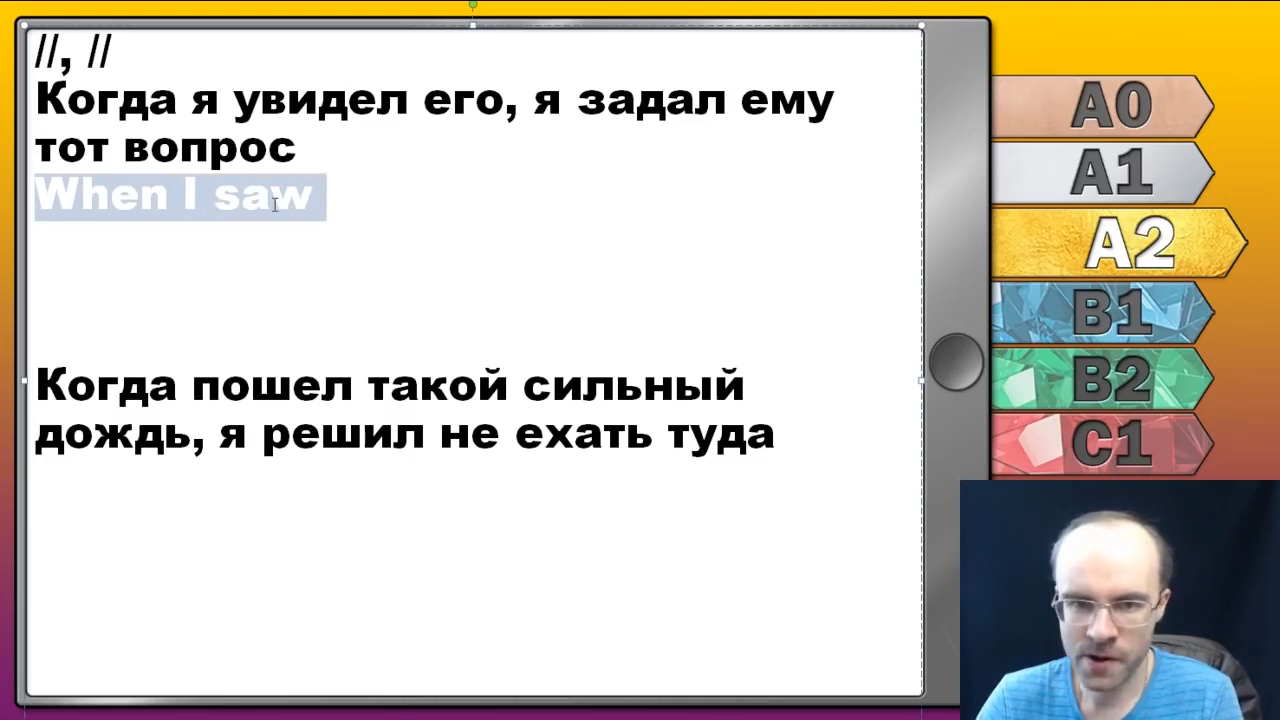 //, //
Когда я увидел его, я задал ему
тот вопрос
When I saw
Когда пошел такой сильный
дождь, я решил не ехать туда
A0
A1
A2
B1
B2
C1